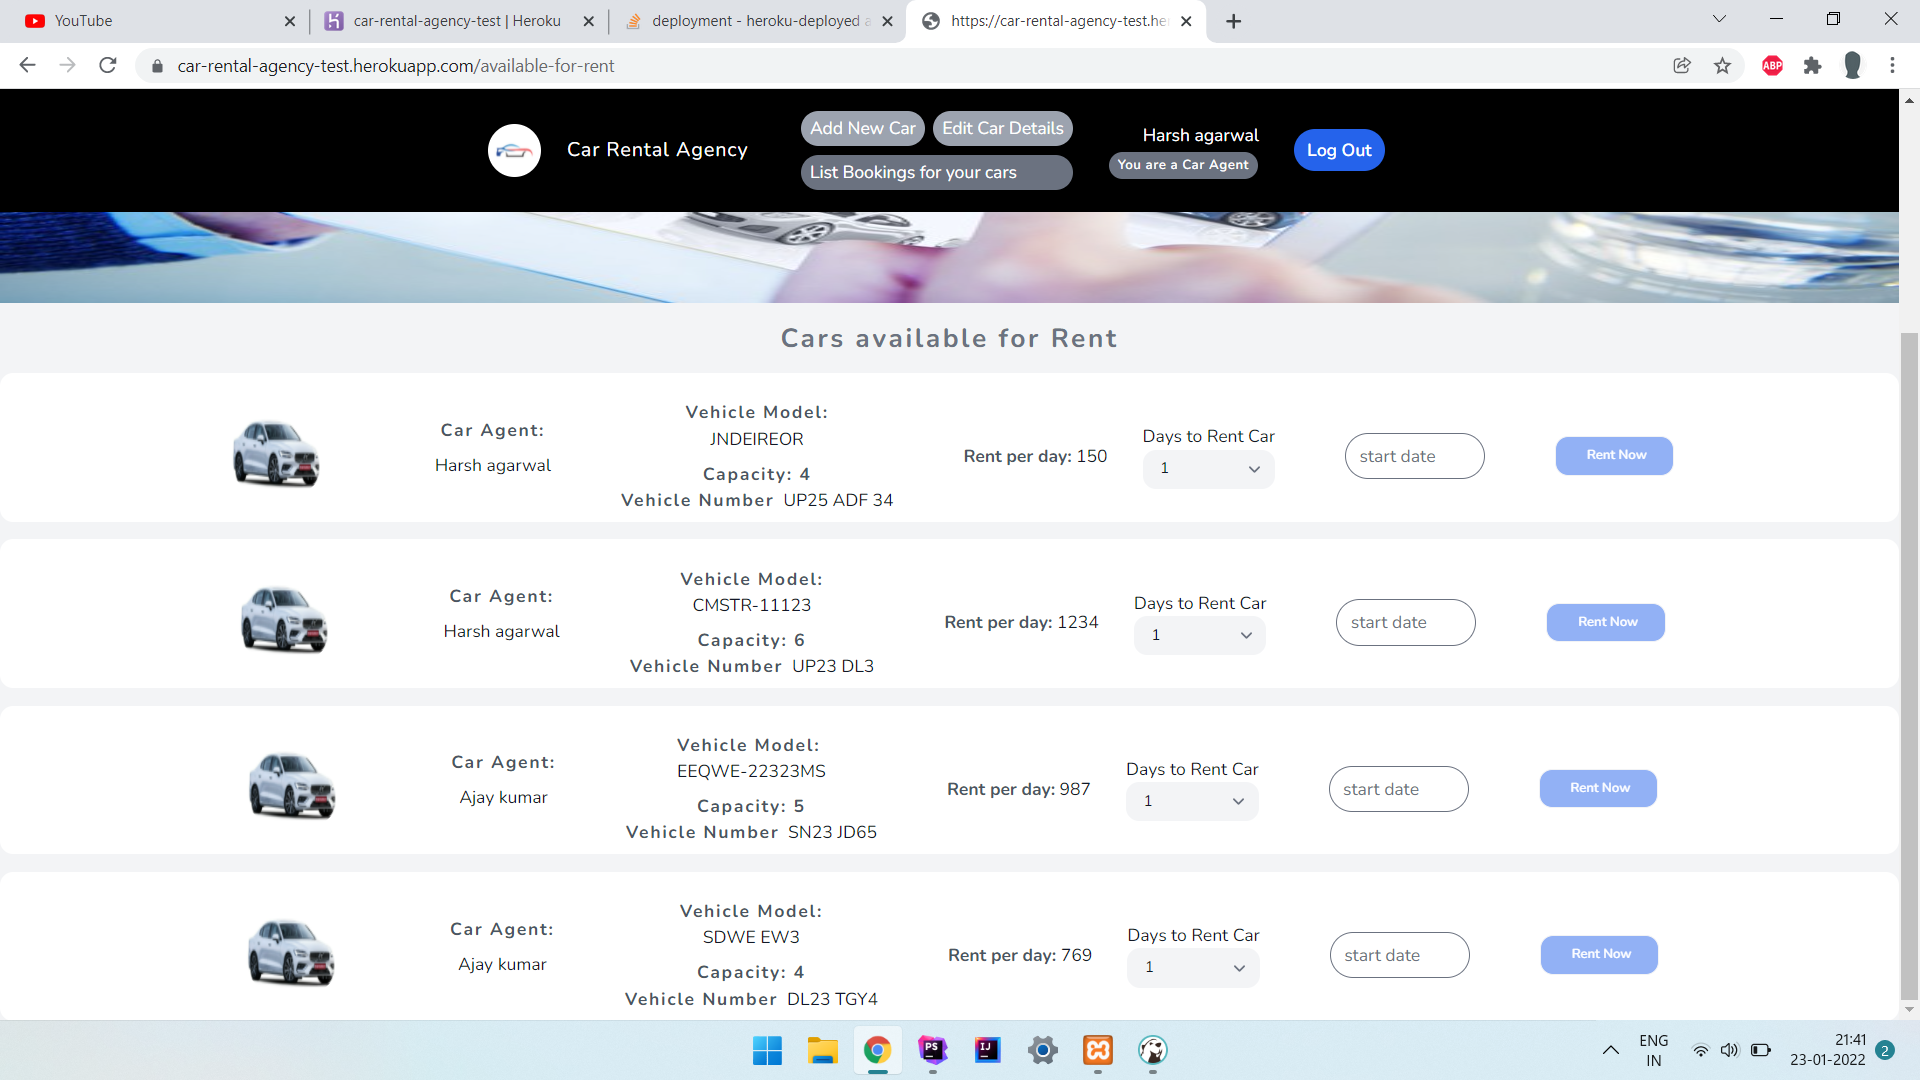 YouTube
car-rental-agency-test | Heroku
deployment - heroku-deployed a
https://car-rental-agency-test.he
car-rental-agency-test.herokuapp.com/available-for-rent
ABP
Car Rental Agency
Add New Car
Edit Car Details
List Bookings for your cars
Harsh agarwal
You are a Car Agent
Log Out
Cars available for Rent
Car Agent:
Harsh agarwal
Vehicle Model:
JNDEIREOR
Capacity: 4
Vehicle Number UP25 ADF 34
Rent per day: 150
Days to Rent Car
1
start date
Rent Now
Car Agent:
Harsh agarwal
Vehicle Model:
CMSTR-11123
Capacity: 6
Vehicle Number UP23 DL3
Rent per day: 1234
Days to Rent Car
1
start date
Rent Now
Car Agent:
Ajay kumar
Vehicle Model:
EEQWE-22323MS
Capacity: 5
Vehicle Number SN23 JD65
Rent per day: 987
Days to Rent Car
1
start date
Rent Now
Car Agent:
Ajay kumar
Vehicle Model:
SDWE EW3
Capacity: 4
Vehicle Number DL23 TGY4
Rent per day: 769
Days to Rent Car
1
start date
Rent Now
PS
IJ
ENG
IN
21:41
23-01-2022
2